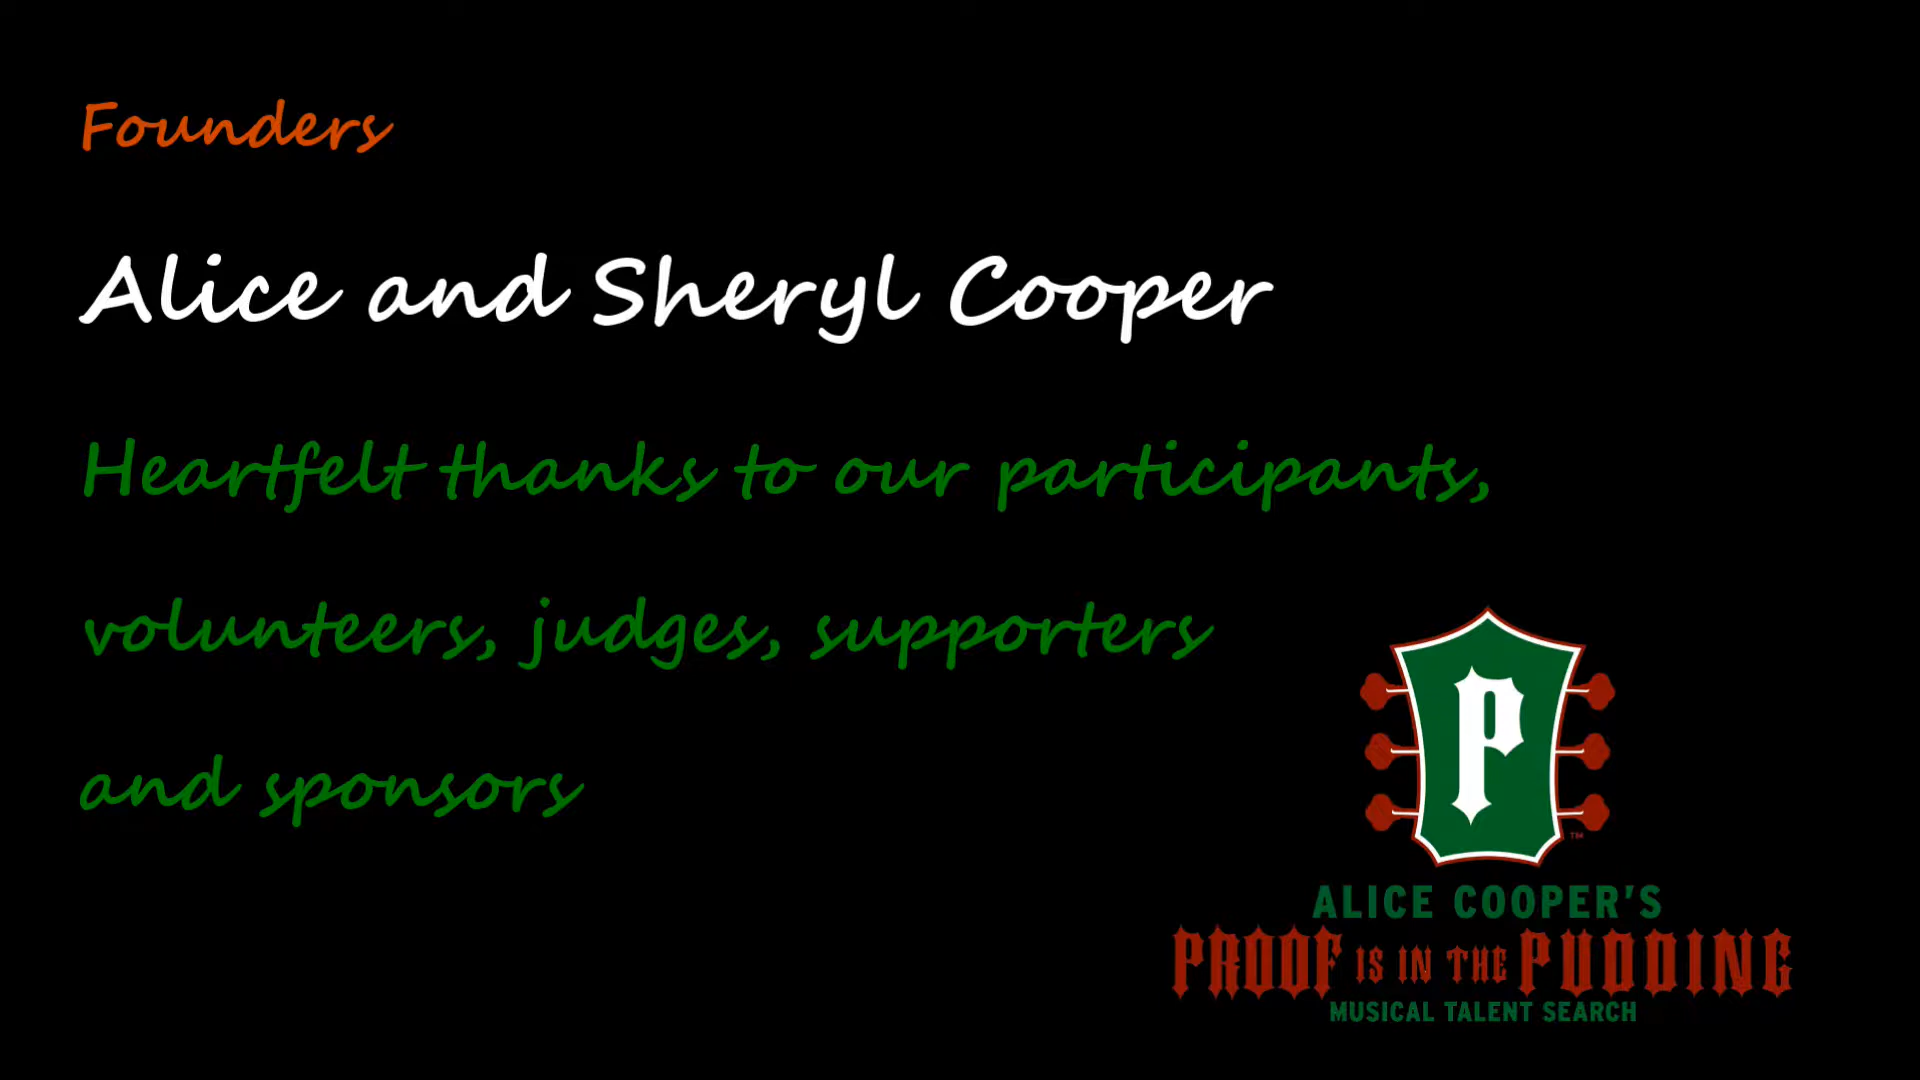 Founders
Alice and Sheryl Cooper
Heartfelt thanks to our participants,
volunteers, judges, supporters
and sponsors
P
TM
ALICE COOPER'S
PROOF IS IN THE PUDDING
MUSICAL TALENT SEARCH